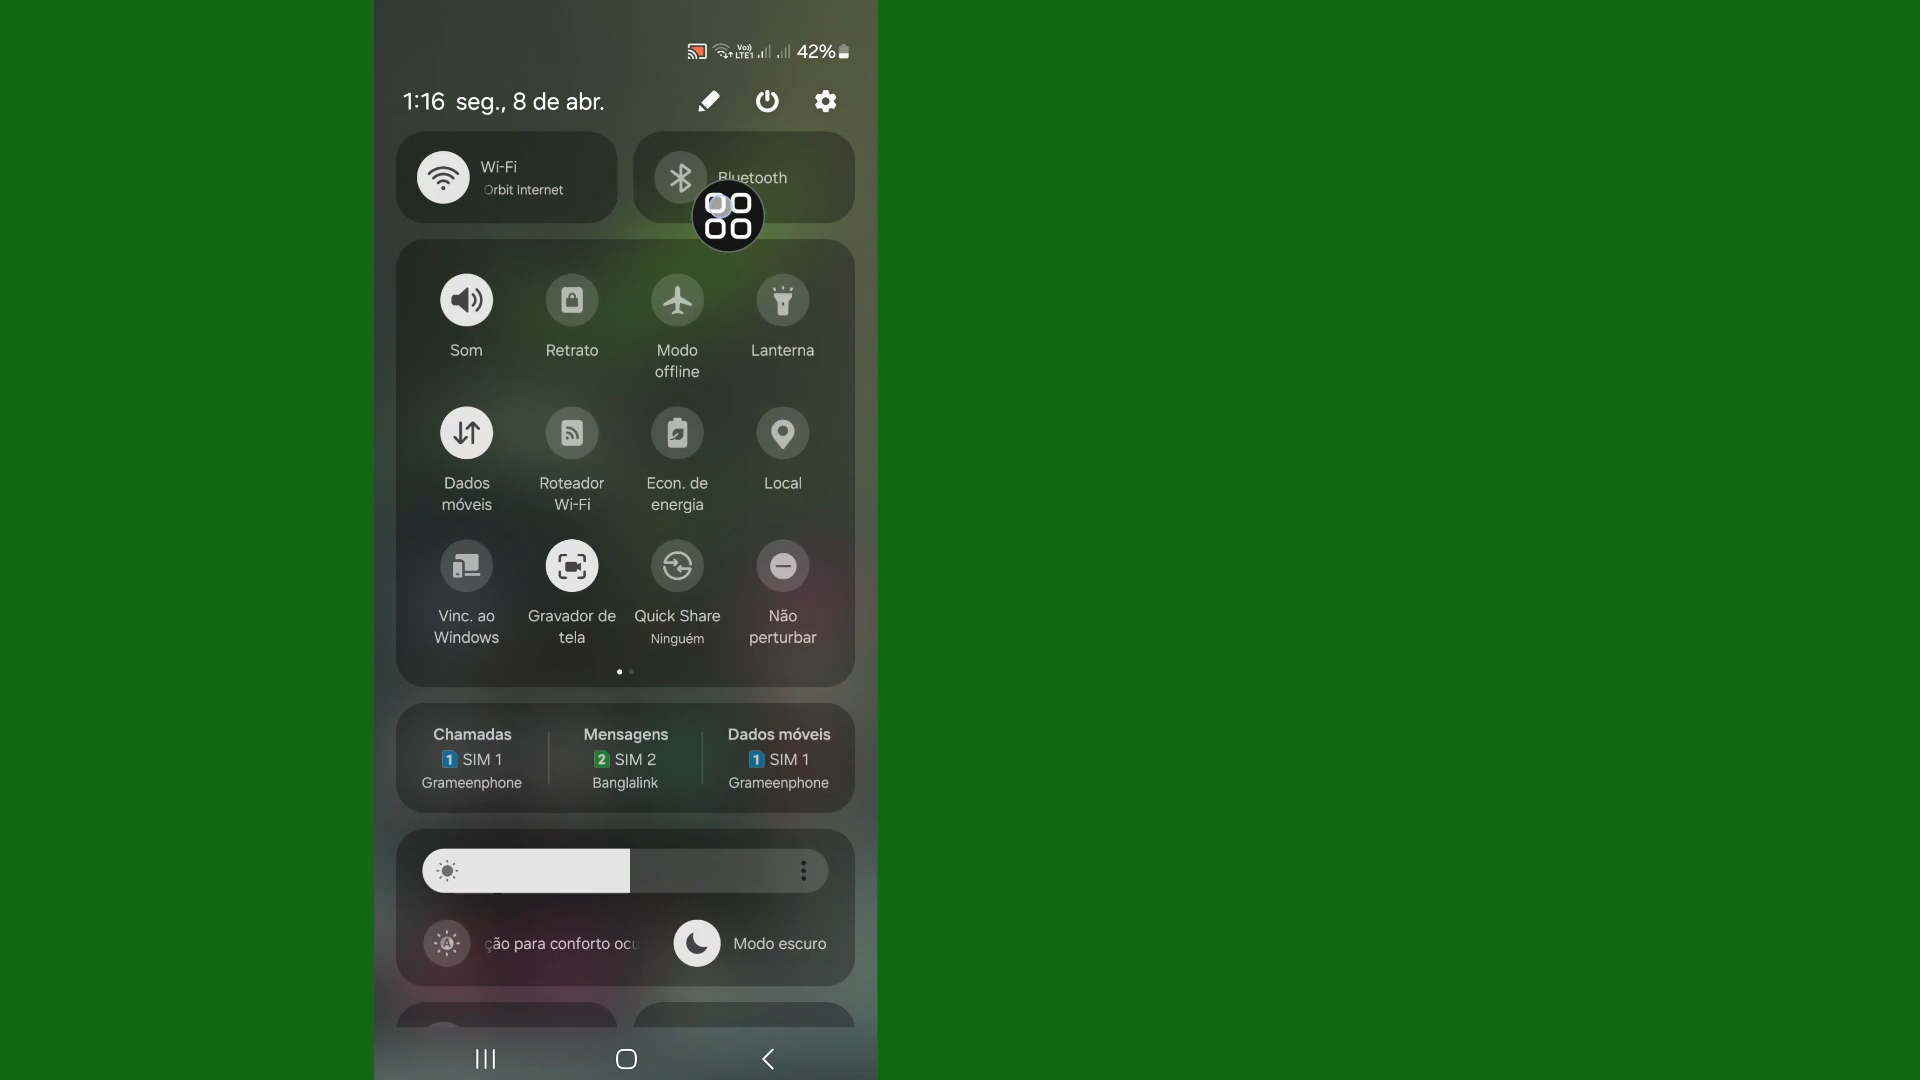 Vo))
LTE1
42%
1:16 seg., 8 de abr.
Wi-Fi
Orbit Internet
Bluetooth
Som
Retrato
Modo
offline
Lanterna
Dados
móveis
Roteador
Wi-Fi
Econ. de
energia
Local
Vinc. ao
Windows
Gravador de
tela
Quick Share
Ninguém
Não
perturbar
Chamadas
1 SIM 1
Grameenphone
Mensagens
2 SIM 2
Banglalink
Dados móveis
1 SIM 1
Grameenphone
A
ção para conforto ocu
Modo escuro